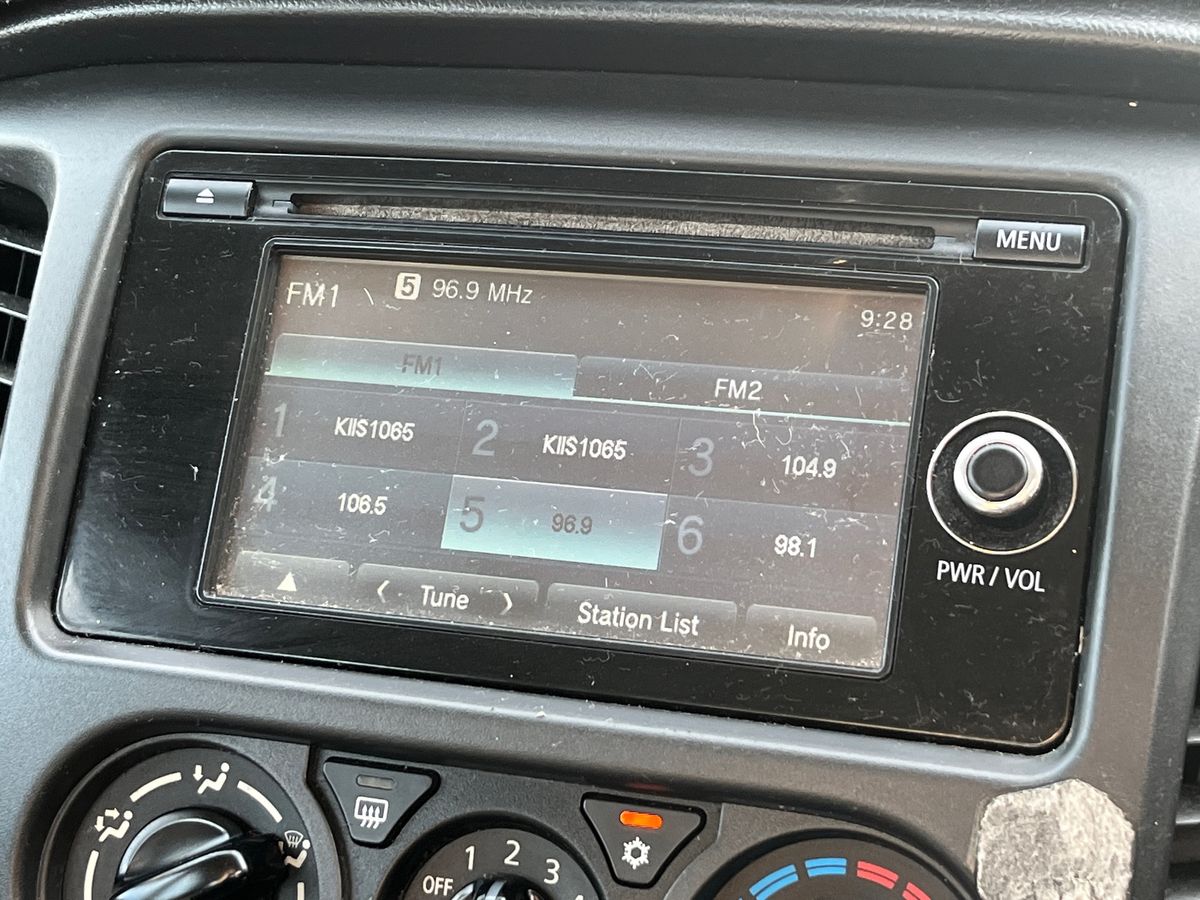 MENU
FM1 5 96.9 MHz
9:28
FM1 FM2
1 KIIS1065 2 KIIS1065 3 104.9
4 106.5 5 96.9 6 98.1
Tune Station List Info
PWR / VOL
OFF 1 2 3